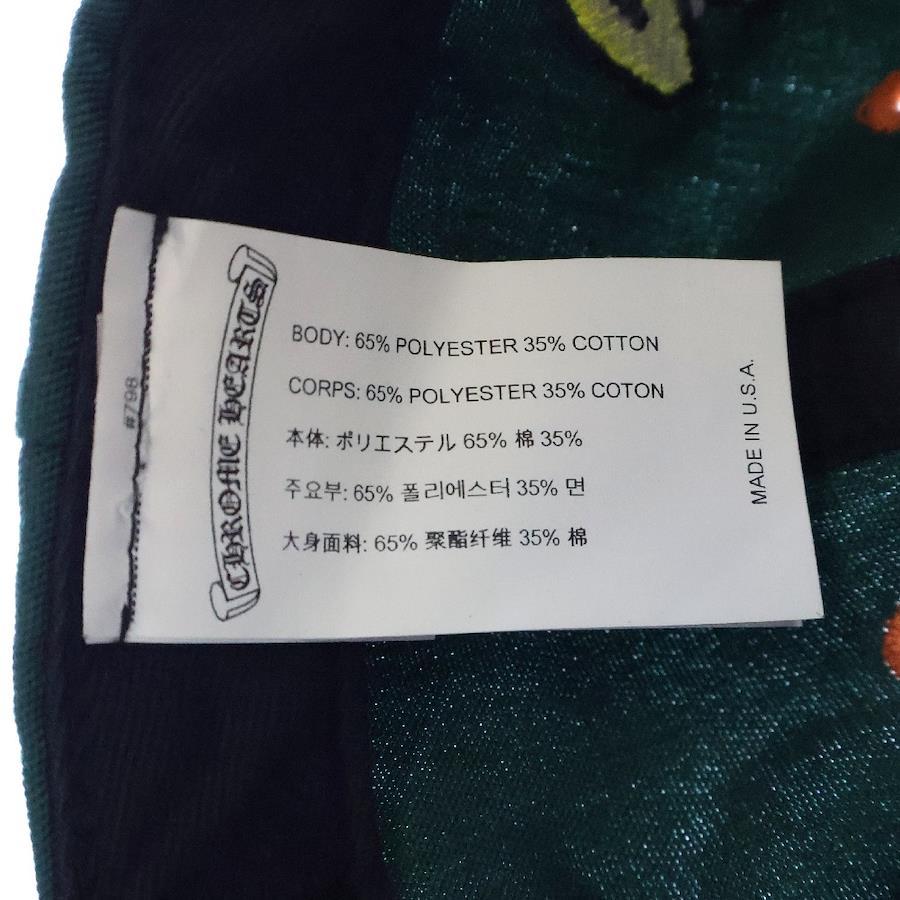 CHROME HEARTS
BODY: 65% POLYESTER 35% COTTON
CORPS: 65% POLYESTER 35% COTON
本体: ポリエステル 65% 棉 35%
주요부: 65% 폴리에스터 35% 면
大身面料: 65% 聚酯纤维 35% 棉
MADE IN U.S.A.
#798